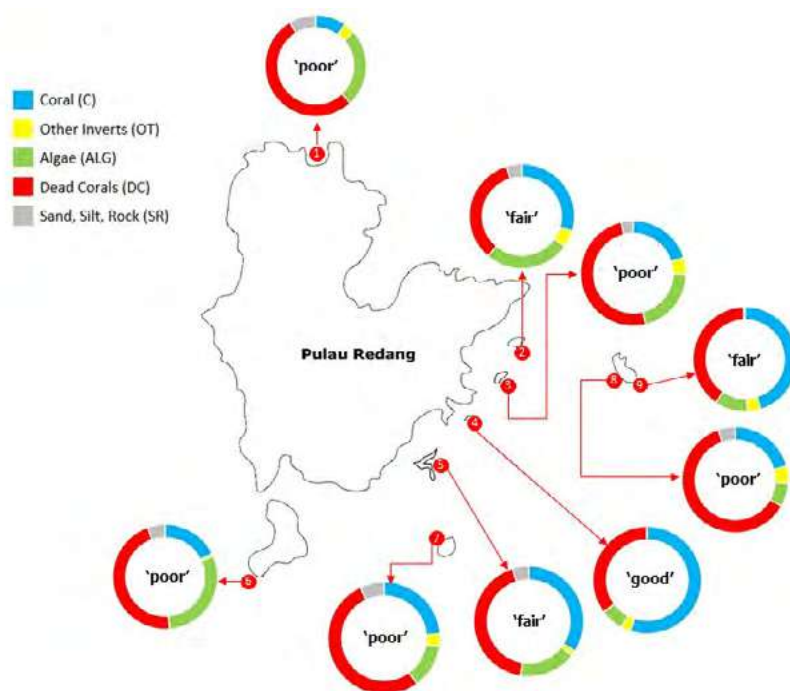 'poor'
Coral (C)
Other Inverts (OT)
Algae (ALG)
Dead Corals (DC)
Sand, Silt, Rock (SR)
1
'fair'
'poor'
Pulau Redang
2
3
8
9
'fair'
4
5
'poor'
7
6
'poor'
'poor'
'fair'
'good'